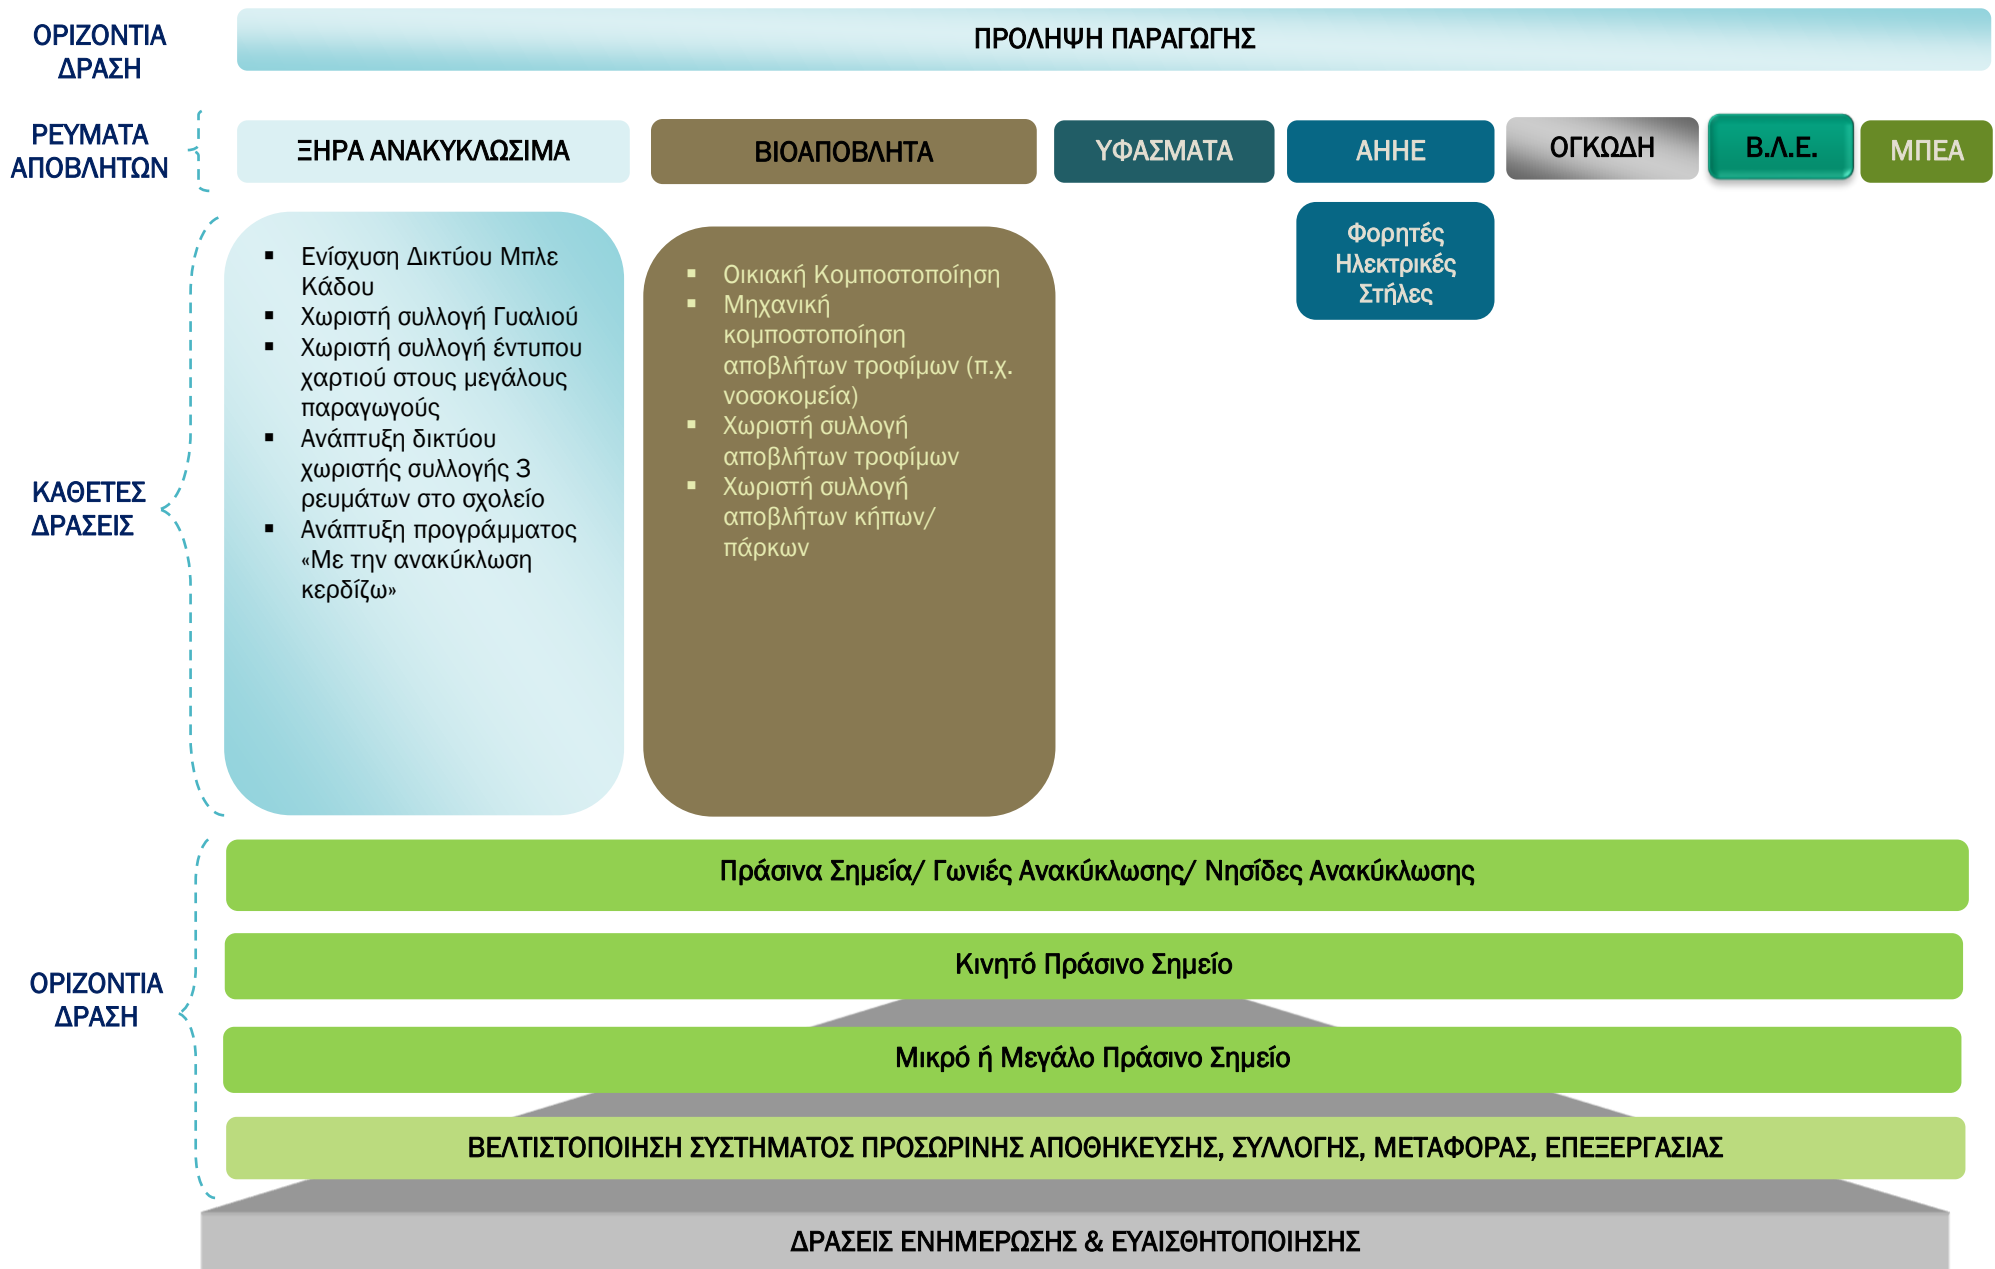 ΟΡΙΖΟΝΤΙΑ
ΔΡΑΣΗ
ΠΡΟΛΗΨΗ ΠΑΡΑΓΩΓΗΣ
ΡΕΥΜΑΤΑ
ΑΠΟΒΛΗΤΩΝ
ΞΗΡΑ ΑΝΑΚΥΚΛΩΣΙΜΑ
ΒΙΟΑΠΟΒΛΗΤΑ
ΥΦΑΣΜΑΤΑ
ΑΗΗΕ
ΟΓΚΩΔΗ
Β.Λ.Ε.
ΜΠΕΑ
ΚΑΘΕΤΕΣ
ΔΡΑΣΕΙΣ
▪ Ενίσχυση Δικτύου Μπλε
Κάδου
▪ Χωριστή συλλογή Γυαλιού
▪ Χωριστή συλλογή έντυπου
χαρτιού στους μεγάλους
παραγωγούς
▪ Ανάπτυξη δικτύου
χωριστής συλλογής 3
ρευμάτων στο σχολείο
▪ Ανάπτυξη προγράμματος
«Με την ανακύκλωση
κερδίζω»
▪ Οικιακή Κομποστοποίηση
▪ Μηχανική
κομποστοποίηση
αποβλήτων τροφίμων (π.χ.
νοσοκομεία)
▪ Χωριστή συλλογή
αποβλήτων τροφίμων
▪ Χωριστή συλλογή
αποβλήτων κήπων/
πάρκων
Φορητές
Ηλεκτρικές
Στήλες
ΟΡΙΖΟΝΤΙΑ
ΔΡΑΣΗ
Πράσινα Σημεία/ Γωνιές Ανακύκλωσης/ Νησίδες Ανακύκλωσης
Κινητό Πράσινο Σημείο
Μικρό ή Μεγάλο Πράσινο Σημείο
ΒΕΛΤΙΣΤΟΠΟΙΗΣΗ ΣΥΣΤΗΜΑΤΟΣ ΠΡΟΣΩΡΙΝΗΣ ΑΠΟΘΗΚΕΥΣΗΣ, ΣΥΛΛΟΓΗΣ, ΜΕΤΑΦΟΡΑΣ, ΕΠΕΞΕΡΓΑΣΙΑΣ
ΔΡΑΣΕΙΣ ΕΝΗΜΕΡΩΣΗΣ & ΕΥΑΙΣΘΗΤΟΠΟΙΗΣΗΣ